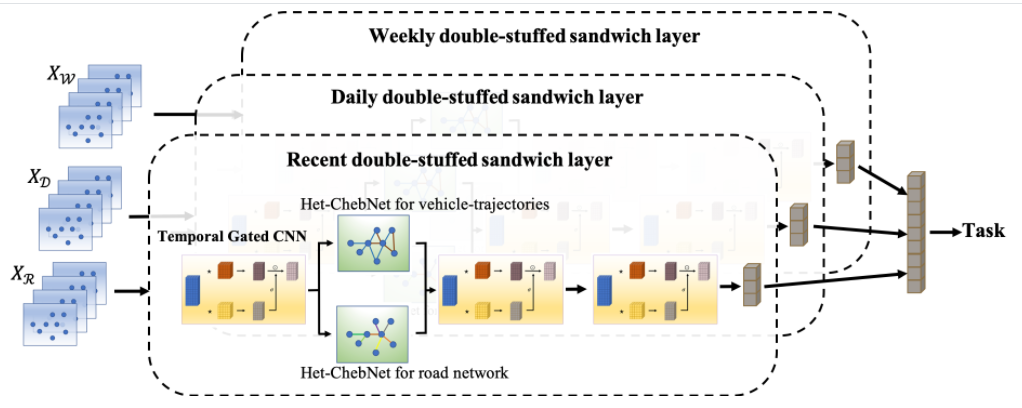 Weekly double-stuffed sandwich layer
X_𝒲
Daily double-stuffed sandwich layer
Recent double-stuffed sandwich layer
X_𝒟
Het-ChebNet for vehicle-trajectories
Temporal Gated CNN
Task
X_ℛ
Het-ChebNet for road network